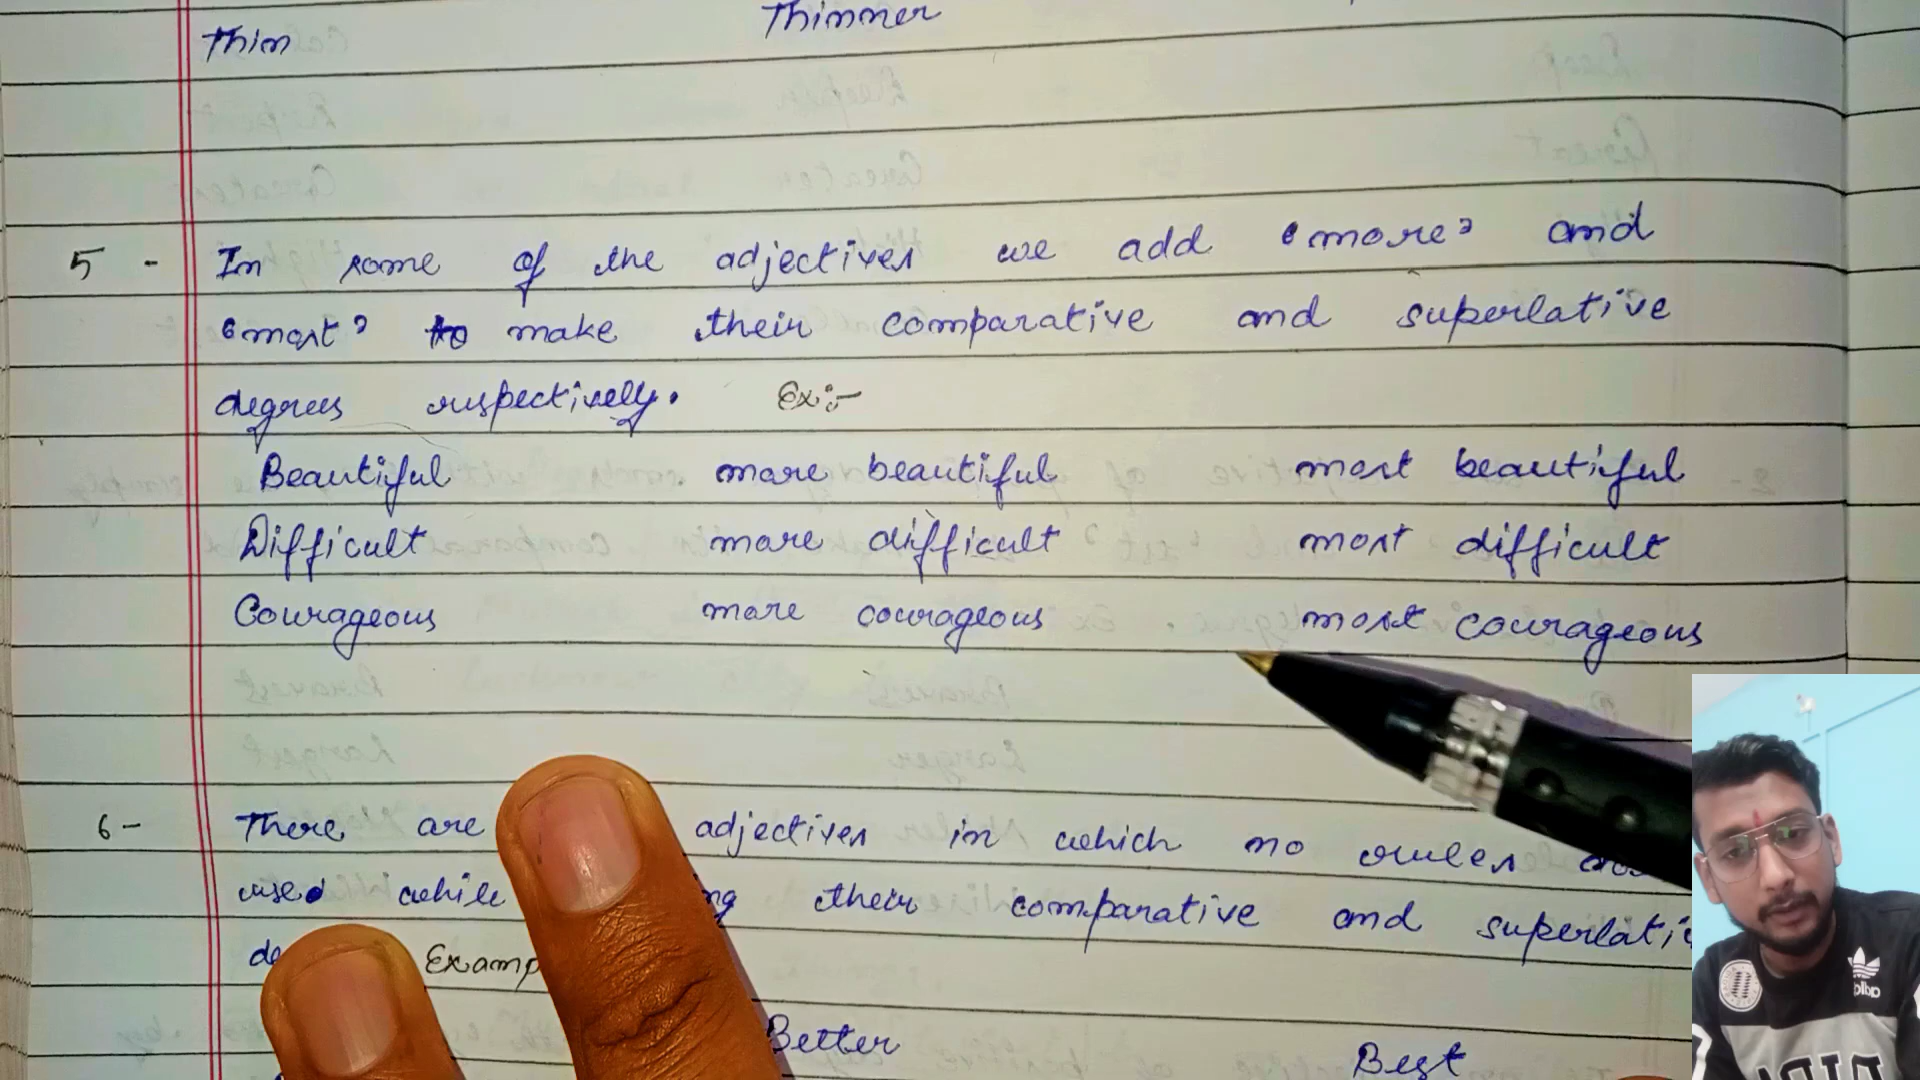 Thin Thinner
5 - In some of the adjectives we add 'more' and
'most' to make their comparative and superlative
degrees respectively. Ex:-
Beautiful more beautiful most beautiful
Difficult more difficult most difficult
Courageous more courageous most courageous
6 - There are adjectives in which no rules
used while their comparative and superlati
Examp
Better Best